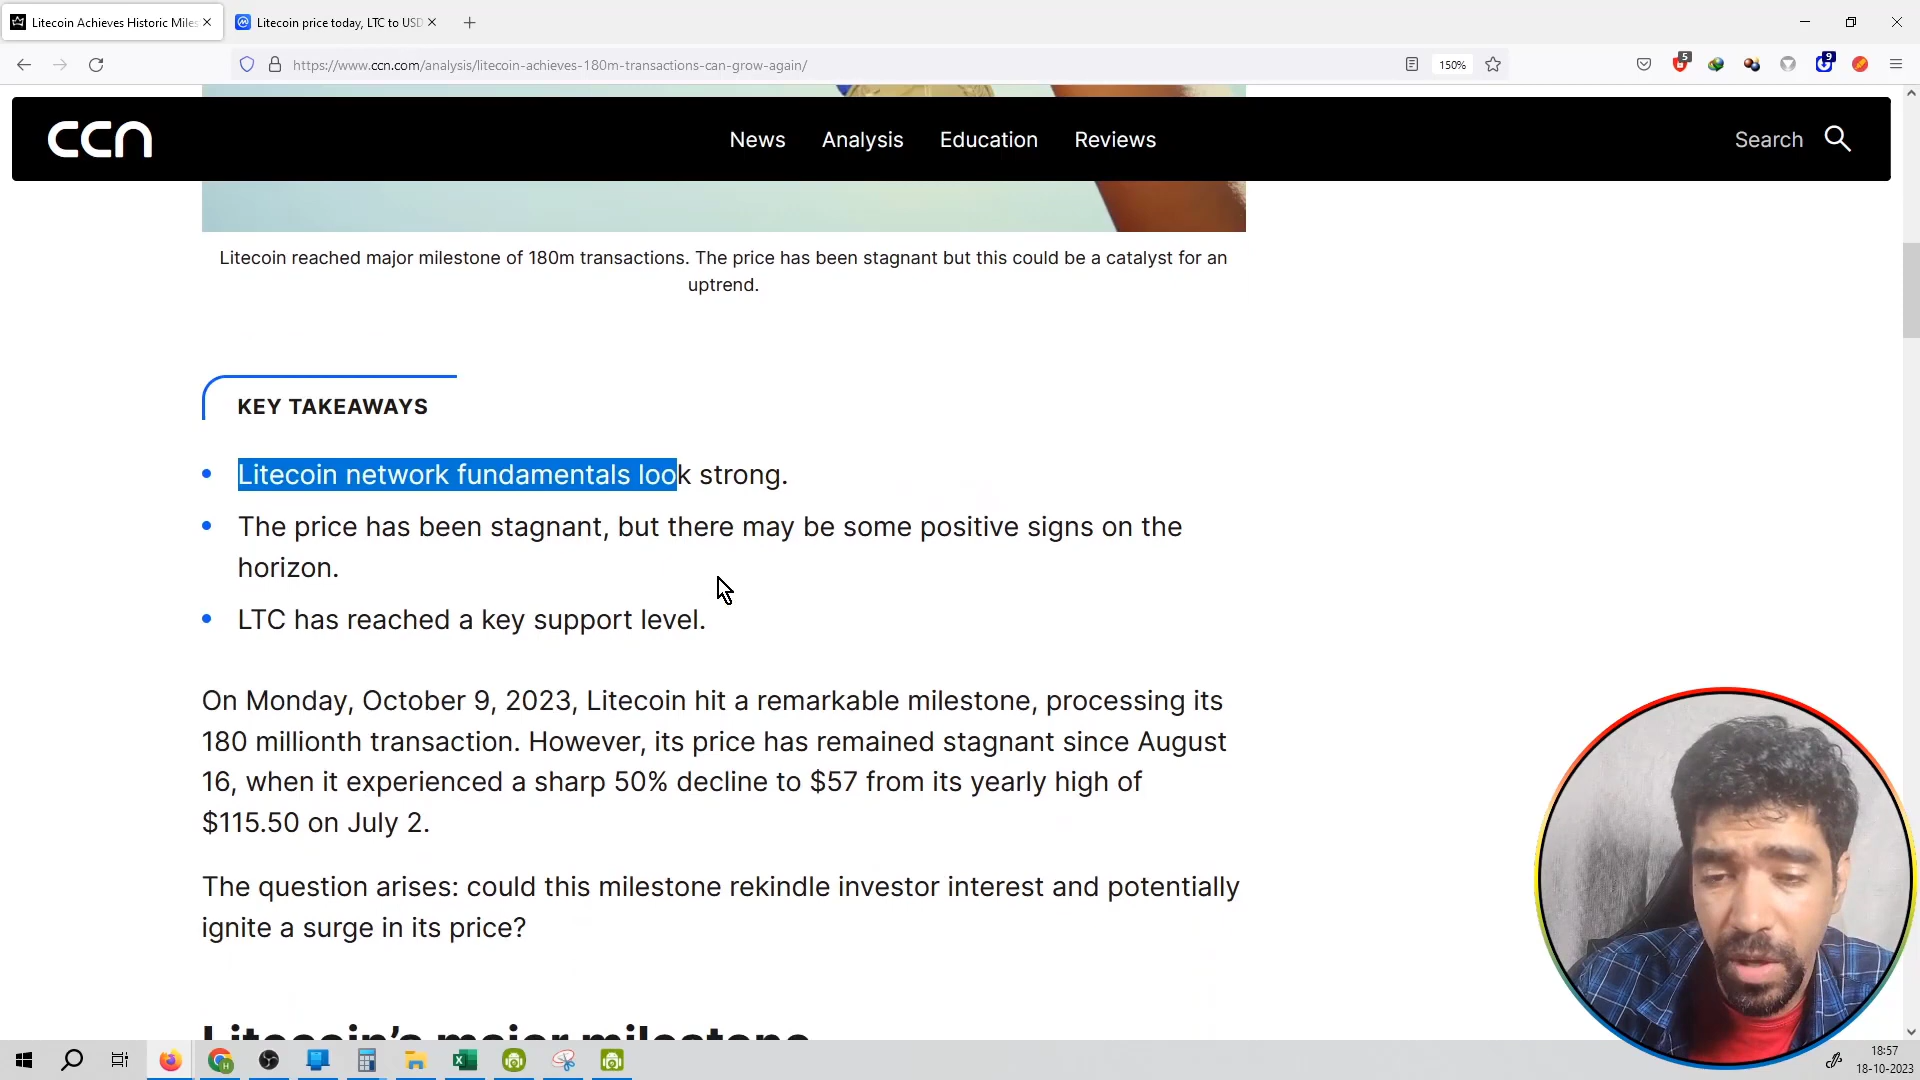 Litecoin Achieves Historic Miles
Litecoin price today, LTC to USD
https://www.ccn.com/analysis/litecoin-achieves-180m-transactions-can-grow-again/
150%
5
9
ccn
News
Analysis
Education
Reviews
Search
Litecoin reached major milestone of 180m transactions. The price has been stagnant but this could be a catalyst for an
uptrend.
KEY TAKEAWAYS
Litecoin network fundamentals look strong.
The price has been stagnant, but there may be some positive signs on the
horizon.
LTC has reached a key support level.
On Monday, October 9, 2023, Litecoin hit a remarkable milestone, processing its
180 millionth transaction. However, its price has remained stagnant since August
16, when it experienced a sharp 50% decline to $57 from its yearly high of
$115.50 on July 2.
The question arises: could this milestone rekindle investor interest and potentially
ignite a surge in its price?
Litecoin's major milestone
18:57
18-10-2023